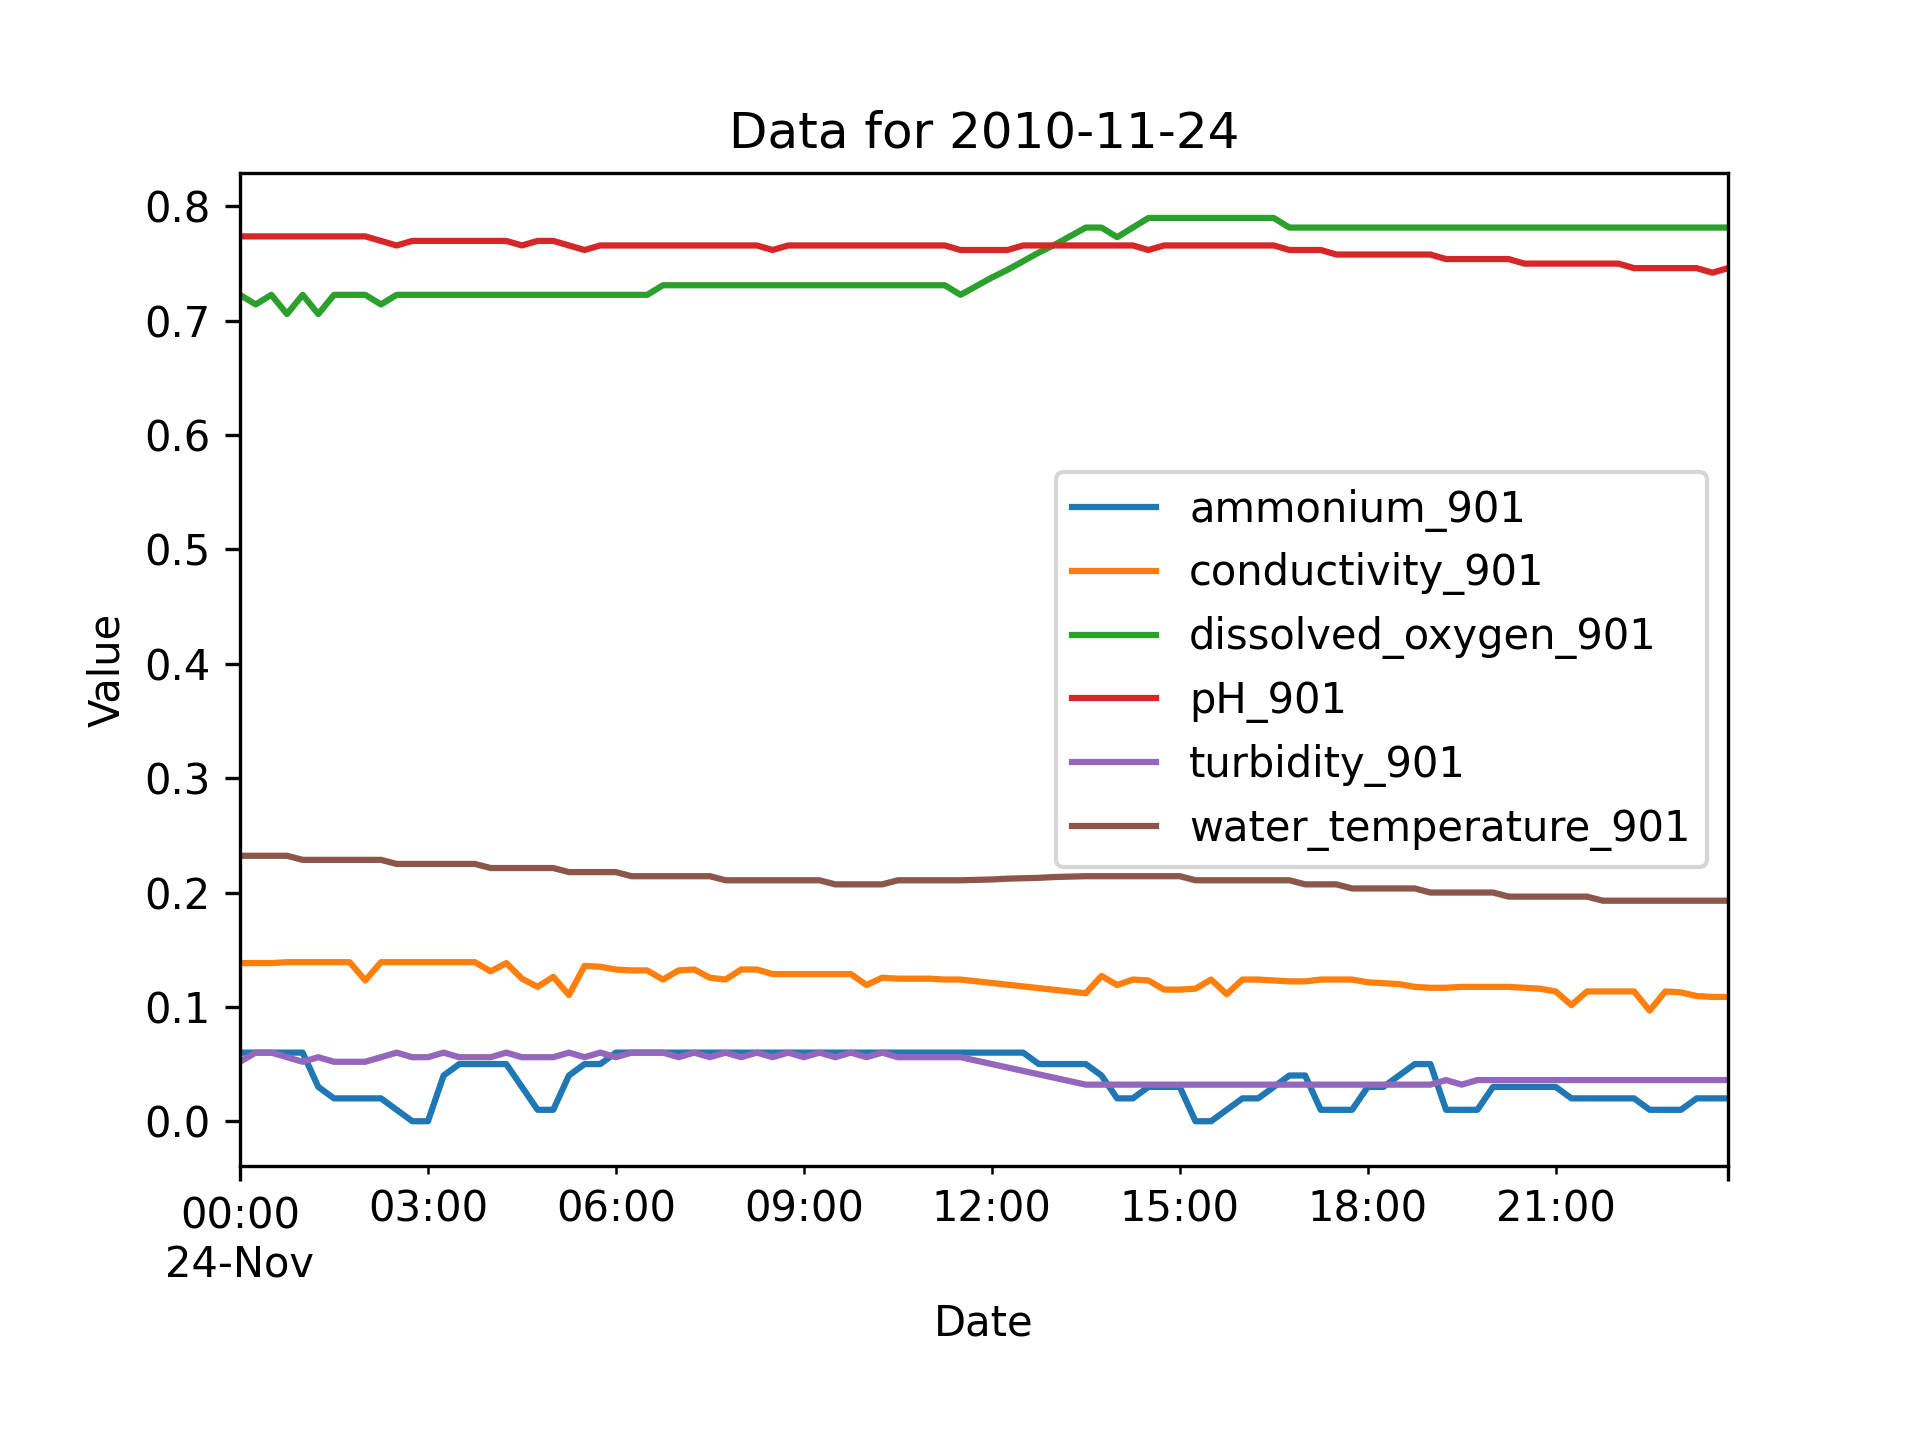 Data for 2010-11-24
0.8
0.7
0.6
0.5
0.4
0.3
0.2
0.1
0.0
Value
ammonium_901
conductivity_901
dissolved_oxygen_901
pH_901
turbidity_901
water_temperature_901
00:00 03:00 06:00 09:00 12:00 15:00 18:00 21:00
24-Nov
Date